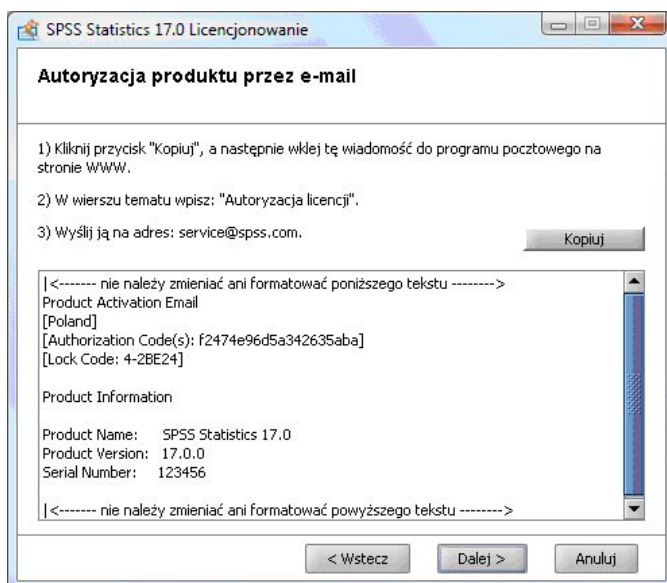 SPSS Statistics 17.0 Licencjonowanie
Autoryzacja produktu przez e-mail
1) Kliknij przycisk "Kopiuj", a następnie wklej tę wiadomość do programu pocztowego na
stronie WWW.
2) W wierszu tematu wpisz: "Autoryzacja licencji".
3) Wyślij ją na adres: service@spss.com.
Kopiuj
|<------- nie należy zmieniać ani formatować poniższego tekstu -------->
Product Activation Email
[Poland]
[Authorization Code(s): f2474e96d5a342635aba]
[Lock Code: 4-2BE24]
Product Information
Product Name: SPSS Statistics 17.0
Product Version: 17.0.0
Serial Number: 123456
|<------- nie należy zmieniać ani formatować powyższego tekstu -------->
< Wstecz
Dalej >
Anuluj